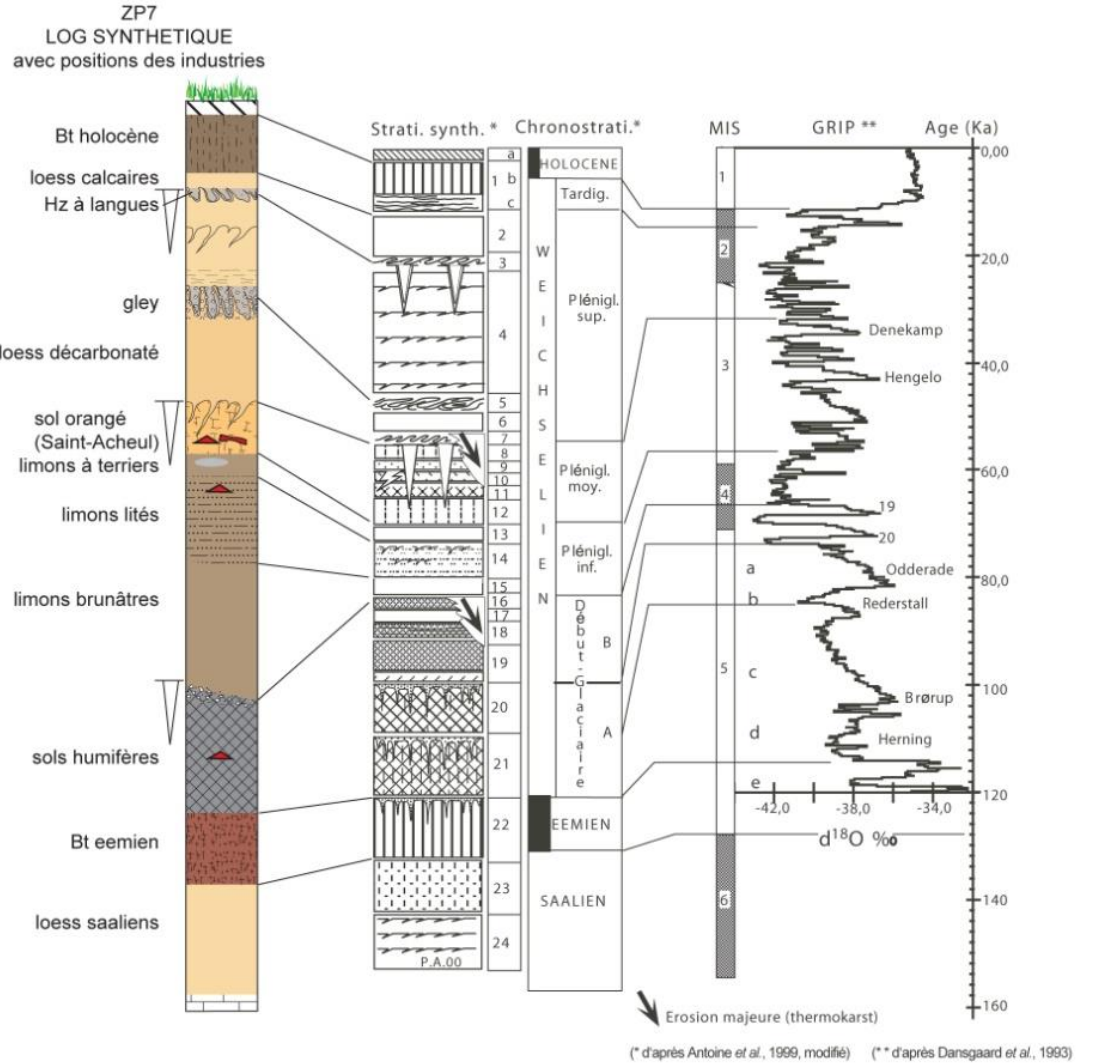 ZP7
LOG SYNTHETIQUE
avec positions des industries
Bt holocène
loess calcaires
Hz à langues
gley
loess décarbonaté
sol orangé
(Saint-Acheul)
limons à terriers
limons lités
limons brunâtres
sols humifères
Bt eemien
loess saaliens
Strati. synth. *
a
1 b
c
2
3
4
5
6
7
8
9
10
11
12
13
14
15
16
17
18
19
20
21
22
23
24
P.A.00
Chronostrati.*
HOLOCENE
WEICHSELIEN
Tardig.
Plénigl.
sup.
Plénigl.
moy.
Plénigl.
inf.
Début-Glaciaire
B
A
EEMIEN
SAALIEN
MIS
1
2
3
4
5
a
b
c
d
e
6
GRIP **
Denekamp
Hengelo
19
20
Odderade
Rederstall
Brørup
Herning
-42,0 -38,0 -34,0
d18O ‰
Age (Ka)
0,00
20,0
40,0
60,0
80,0
100
120
140
160
Erosion majeure (thermokarst)
(* d'après Antoine et al., 1999, modifié) (** d'après Dansgaard et al., 1993)